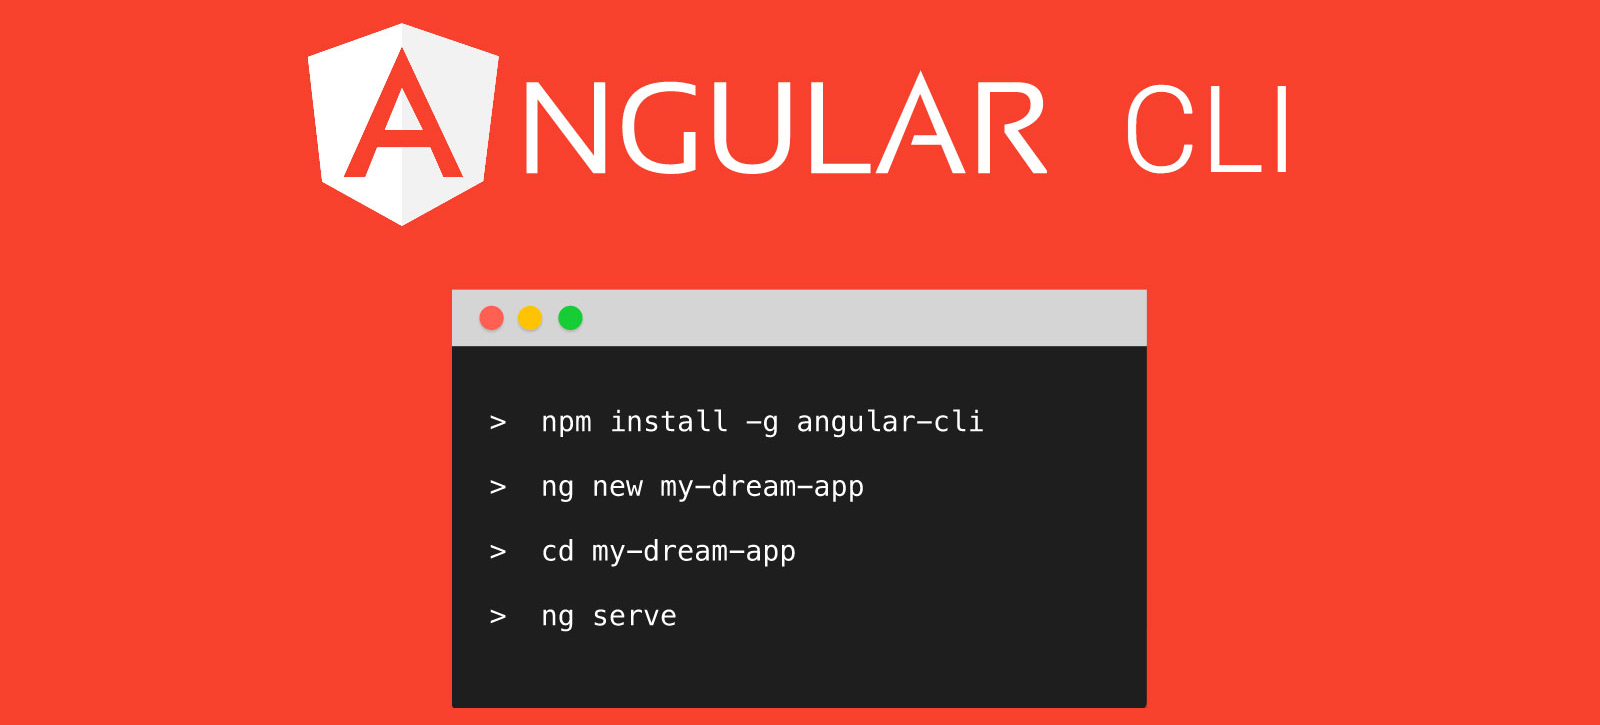 ANGULAR CLI
> npm install -g angular-cli
> ng new my-dream-app
> cd my-dream-app
> ng serve